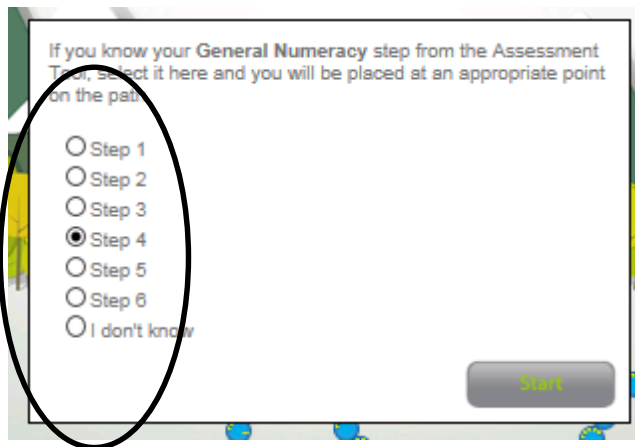 If you know your General Numeracy step from the Assessment
Tool, select it here and you will be placed at an appropriate point
on the path
Step 1
Step 2
Step 3
Step 4
Step 5
Step 6
I don't know
Start